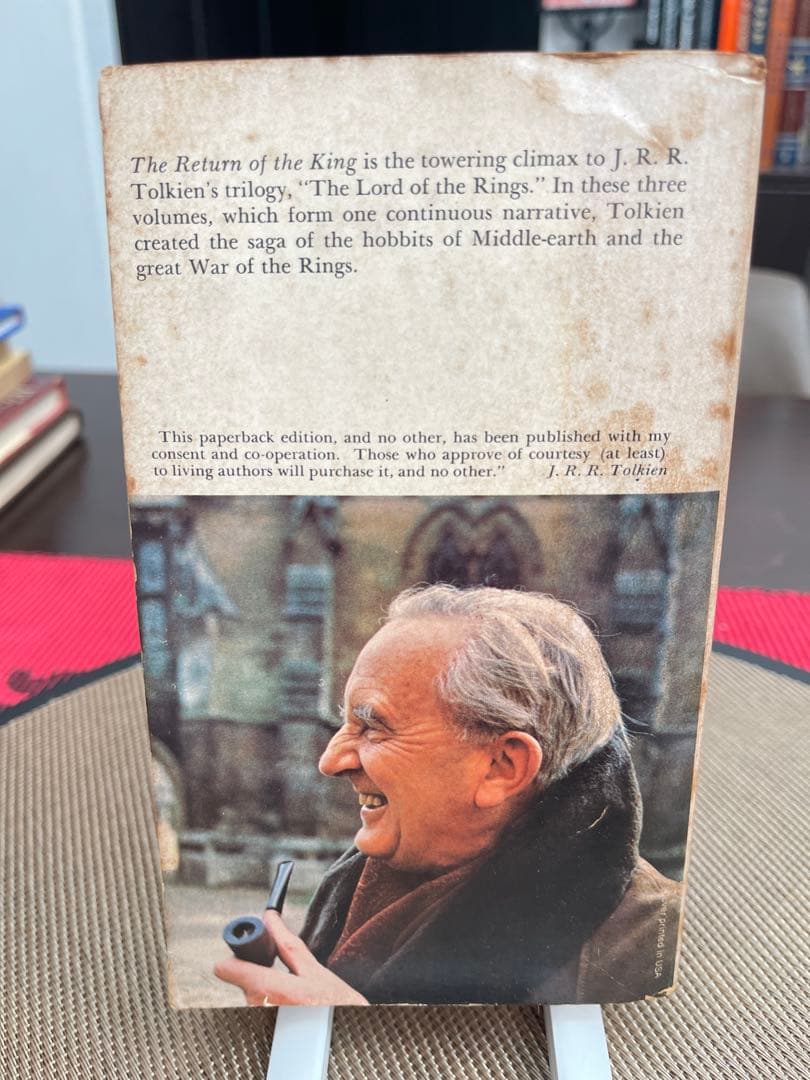 The Return of the King is the towering climax to J. R. R.
Tolkien's trilogy, "The Lord of the Rings." In these three
volumes, which form one continuous narrative, Tolkien
created the saga of the hobbits of Middle-earth and the
great War of the Rings.
This paperback edition, and no other, has been published with my
consent and co-operation. Those who approve of courtesy (at least)
to living authors will purchase it, and no other." J. R. R. Tolkien
printed in USA